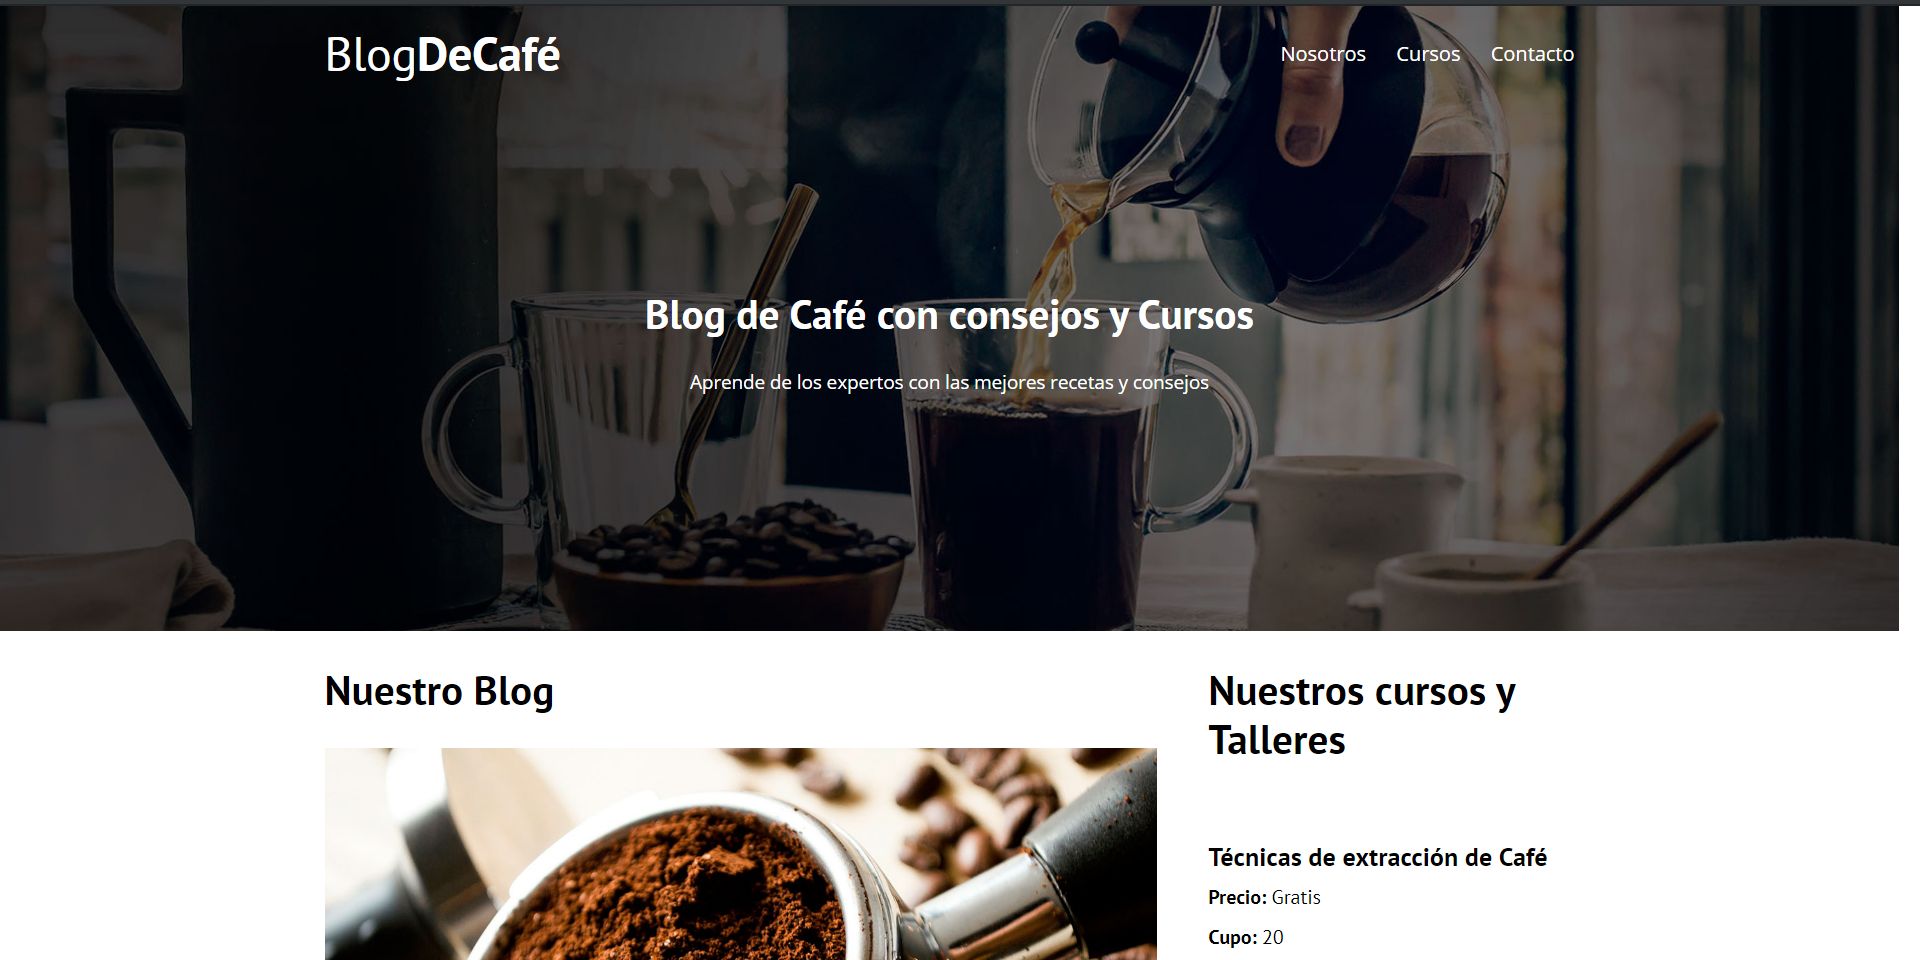 BlogDeCafé
Nosotros Cursos Contacto
Blog de Café con consejos y Cursos
Aprende de los expertos con las mejores recetas y consejos
Nuestro Blog
Nuestros cursos y
Talleres
Técnicas de extracción de Café
Precio: Gratis
Cupo: 20